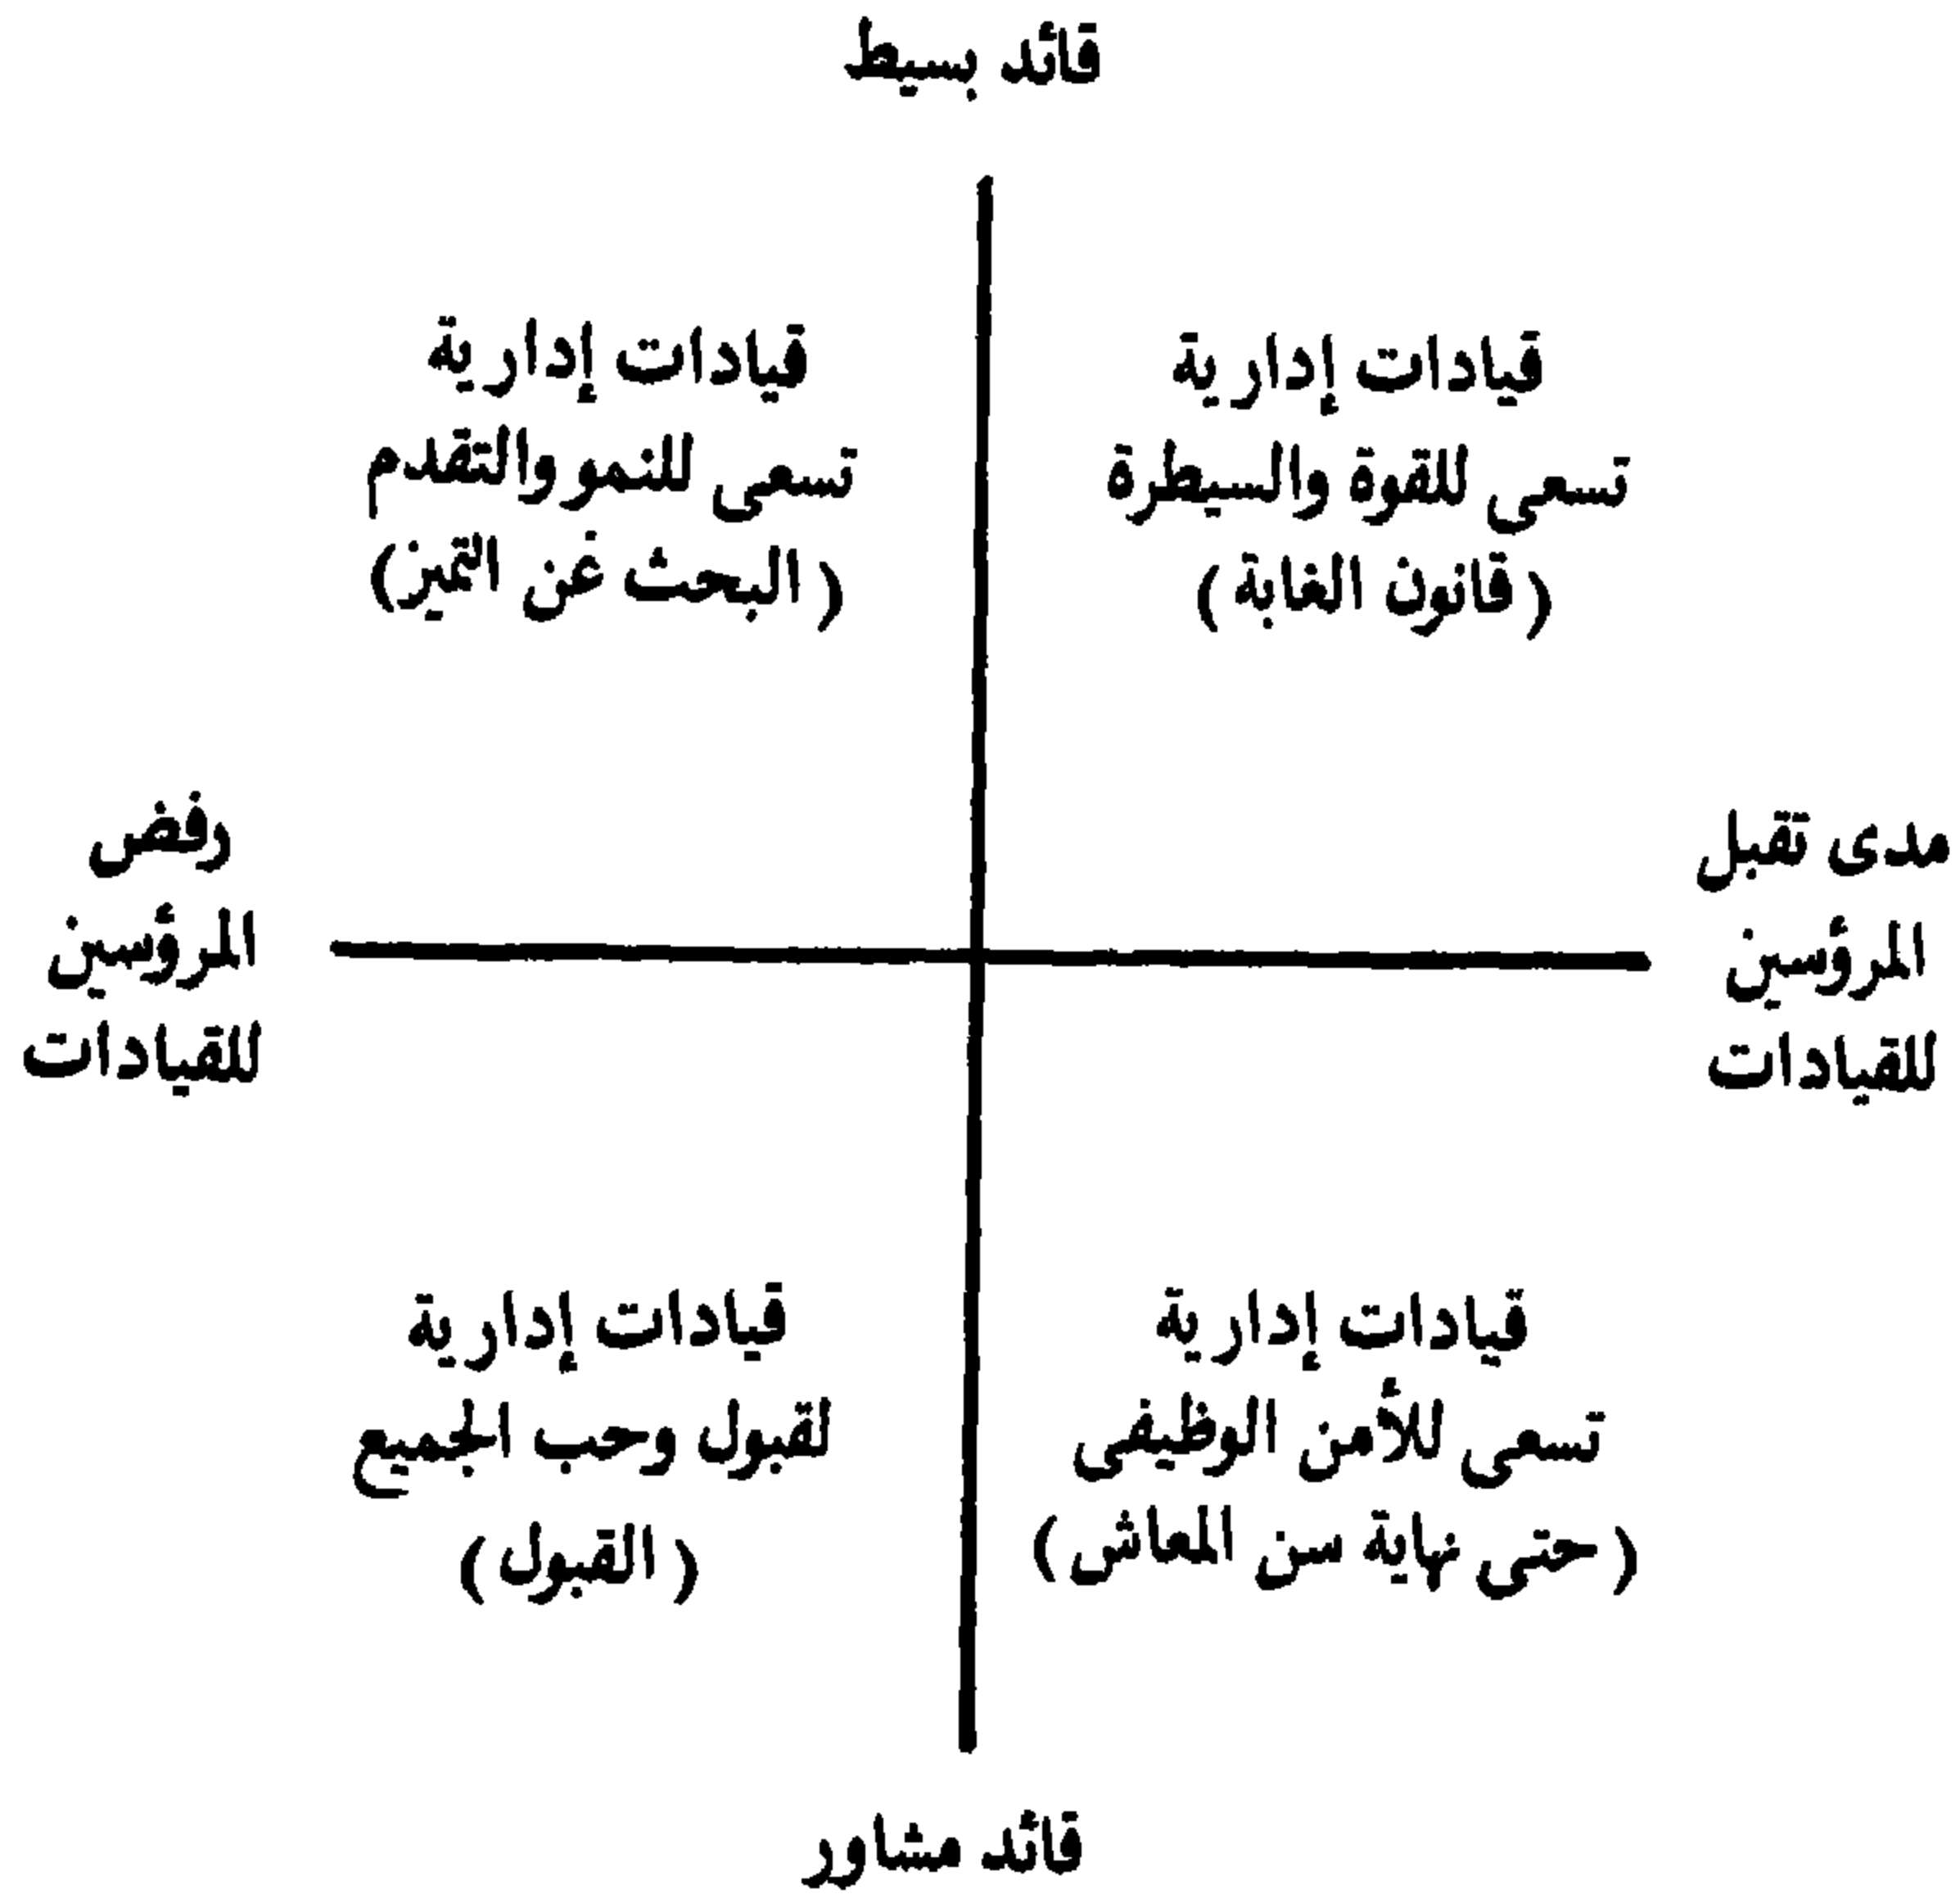 قائد بسيط
قيادات إدارية
تسعى للقوة والسيطرة
(قانون الغابة)
قيادات إدارية
تسعى للنمو والتقدم
(البحث غن التميز)
مدى تقبل
المرؤسين
للقيادات
رفض
المرؤسين
للقيادات
قيادات إدارية
تسعى للأمن الوظيفى
(حتى نهاية سن المعاش)
قيادات إدارية
لقبول وحب الجميع
(القبول)
قائد مشاور